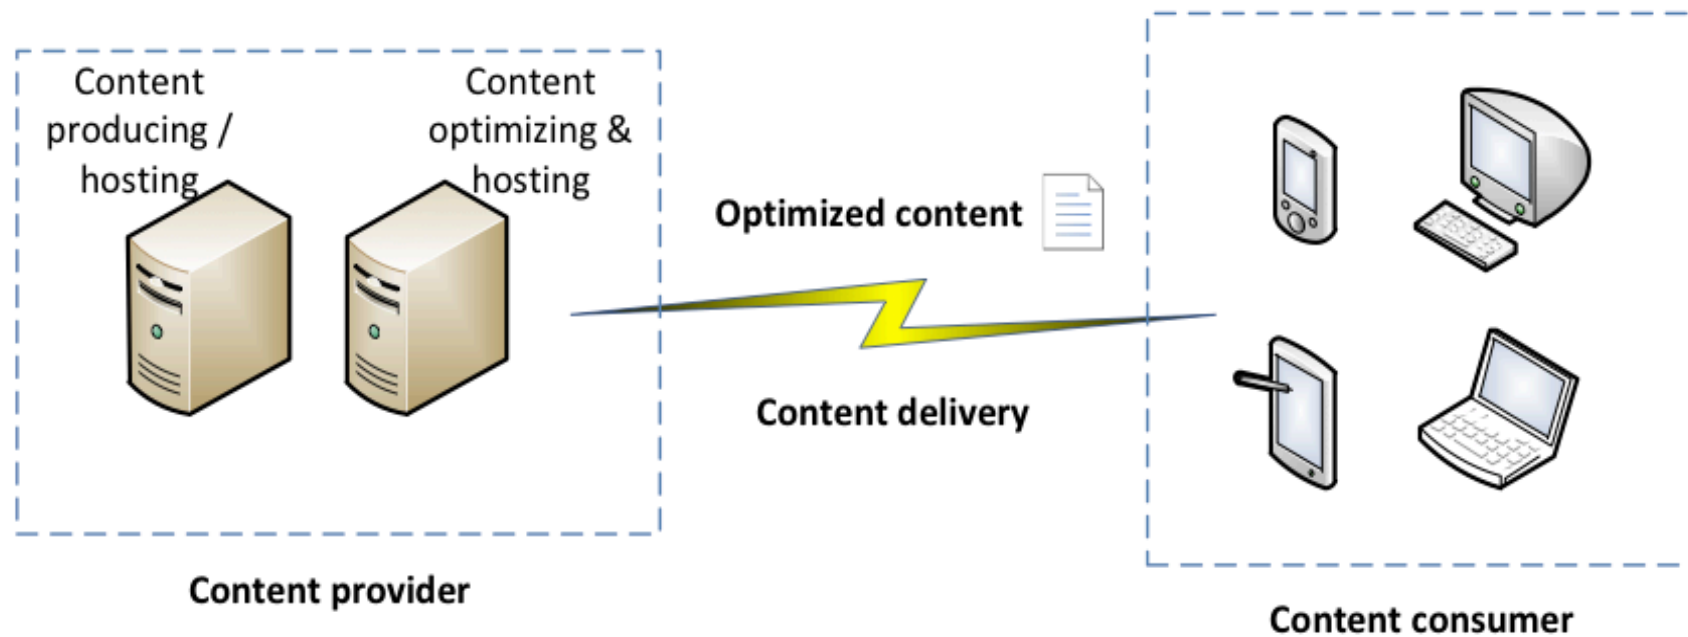 Content
producing /
hosting
Content
optimizing &
hosting
Optimized content
Content delivery
Content provider
Content consumer